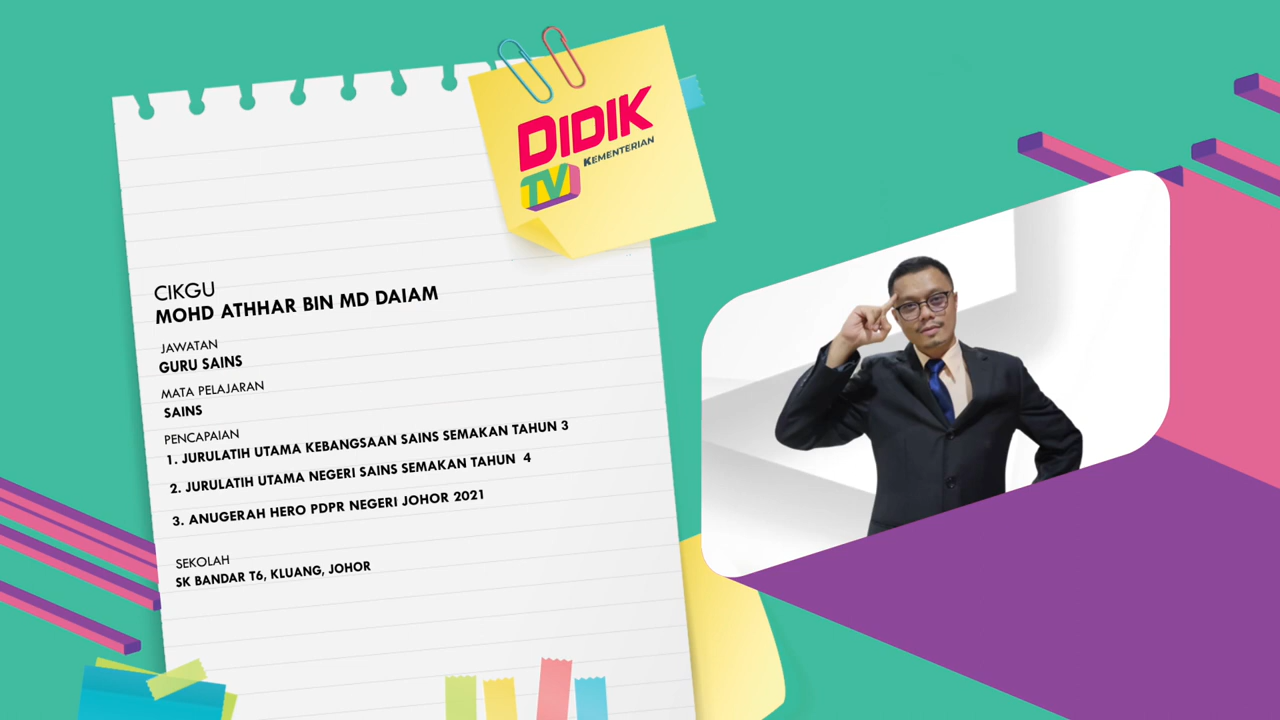 DIDIK
KEMENTERIAN
TV
CIKGU
MOHD ATHHAR BIN MD DAIAM
JAWATAN
GURU SAINS
MATA PELAJARAN
SAINS
PENCAPAIAN
1. JURULATIH UTAMA KEBANGSAAN SAINS SEMAKAN TAHUN 3
2. JURULATIH UTAMA NEGERI SAINS SEMAKAN TAHUN 4
3. ANUGERAH HERO PDPR NEGERI JOHOR 2021
SEKOLAH
SK BANDAR T6, KLUANG, JOHOR